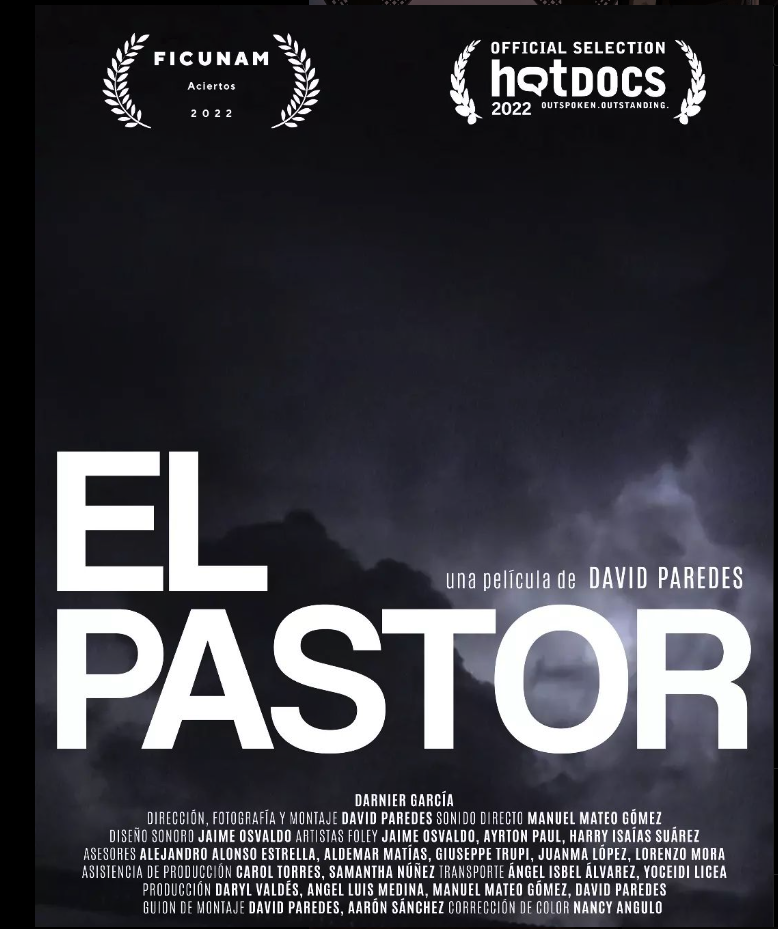 FICUNAM
Aciertos
2022
OFFICIAL SELECTION
hotDOCS
2022 OUTSPOKEN.OUTSTANDING.
EL
una película de DAVID PAREDES
PASTOR
DARNIER GARCÍA
DIRECCIÓN, FOTOGRAFÍA Y MONTAJE DAVID PAREDES SONIDO DIRECTO MANUEL MATEO GÓMEZ
DISEÑO SONORO JAIME OSVALDO ARTISTAS FOLEY JAIME OSVALDO, AYRTON PAUL, HARRY ISAÍAS SUÁREZ
ASESORES ALEJANDRO ALONSO ESTRELLA, ALDEMAR MATÍAS, GIUSEPPE TRUPI, JUANMA LÓPEZ, LORENZO MORA
ASISTENCIA DE PRODUCCIÓN CAROL TORRES, SAMANTHA NÚÑEZ TRANSPORTE ÁNGEL ISBEL ÁLVAREZ, YOCEIDI LICEA
PRODUCCIÓN DARYL VALDÉS, ANGEL LUIS MEDINA, MANUEL MATEO GÓMEZ, DAVID PAREDES
GUION DE MONTAJE DAVID PAREDES, AARÓN SÁNCHEZ CORRECCIÓN DE COLOR NANCY ANGULO